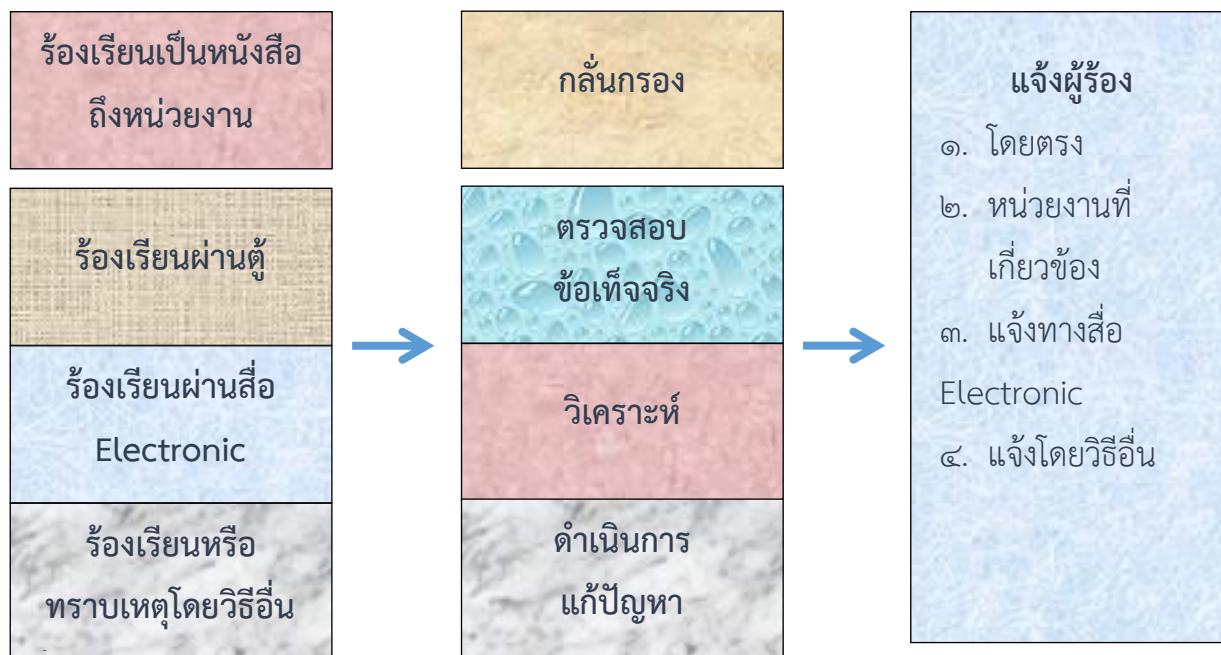 ร้องเรียนเป็นหนังสือ
ถึงหน่วยงาน
ร้องเรียนผ่านตู้
ร้องเรียนผ่านสื่อ
Electronic
ร้องเรียนหรือ
ทราบเหตุโดยวิธีอื่น
กลั่นกรอง
ตรวจสอบ
ข้อเท็จจริง
วิเคราะห์
ดำเนินการ
แก้ปัญหา
แจ้งผู้ร้อง
๑. โดยตรง
๒. หน่วยงานที่
เกี่ยวข้อง
๓. แจ้งทางสื่อ
Electronic
๔. แจ้งโดยวิธีอื่น